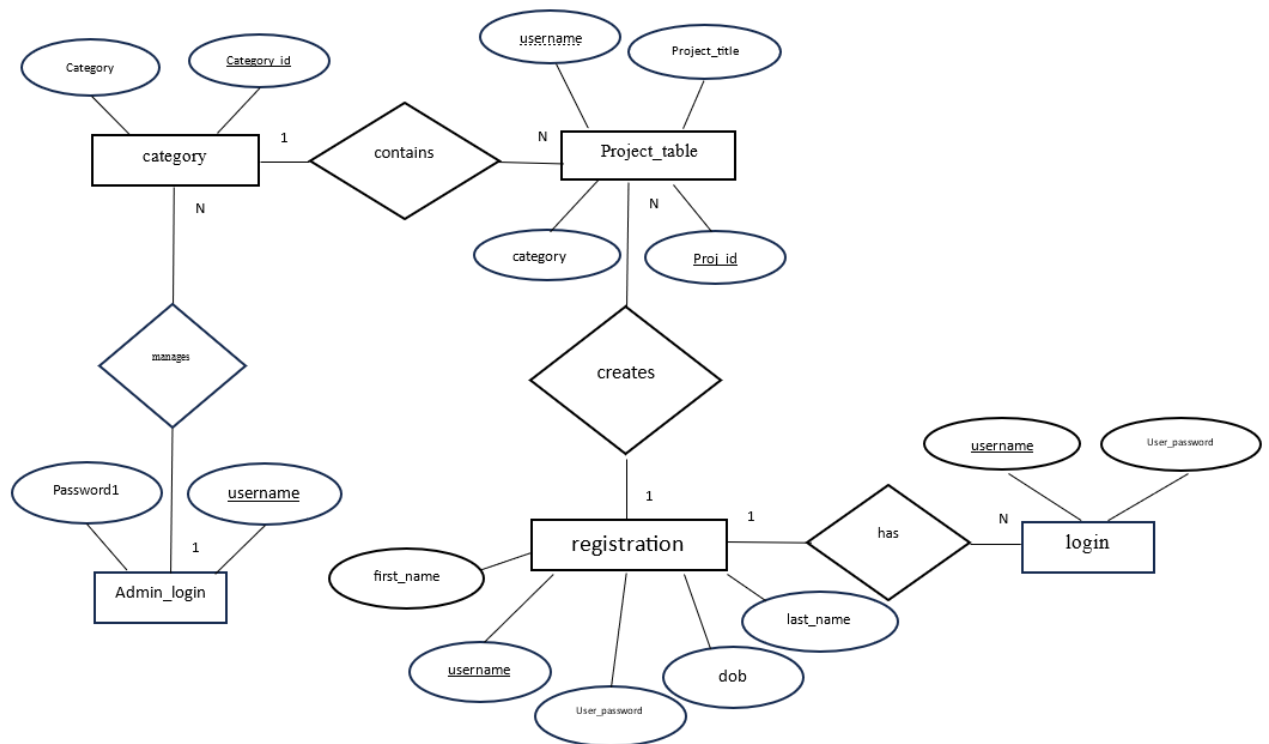 username
Project_title
Category
Category_id
1
N
category
contains
Project_table
N
N
category
Proj_id
manages
creates
username
User_password
Password1
username
1
1
N
1
has
login
registration
Admin_login
first_name
last_name
username
dob
User_password